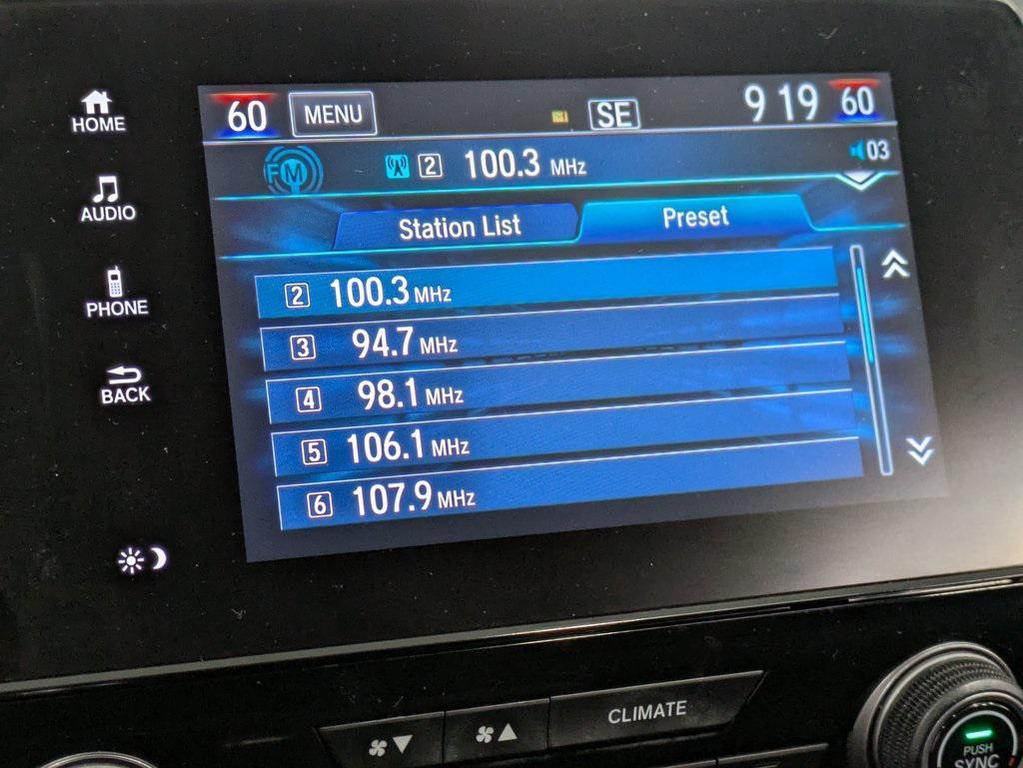 60 MENU SE 9 19 60
HOME
FM 2 100.3 MHz 03
AUDIO
Station List Preset
PHONE
2 100.3 MHz
3 94.7 MHz
BACK
4 98.1 MHz
5 106.1 MHz
6 107.9 MHz
CLIMATE
PUSH
SYNC